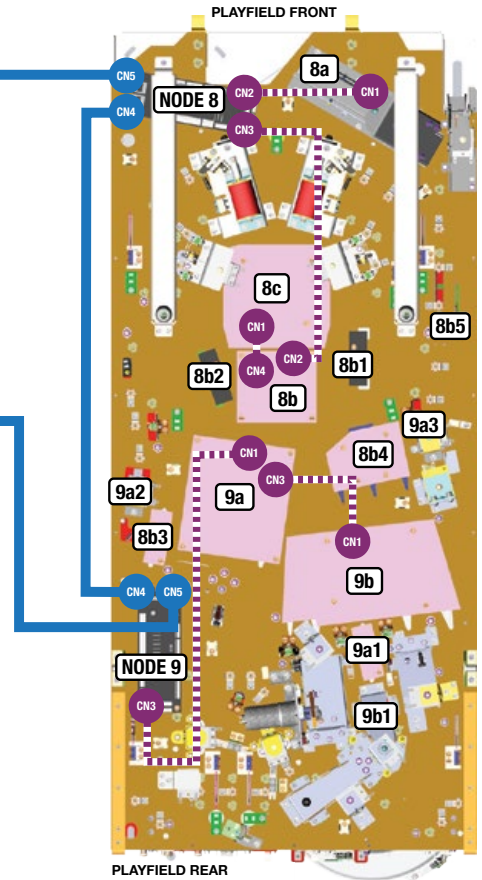 PLAYFIELD FRONT
8a
CN5
NODE 8
CN2
CN1
CN4
CN3
8c
8b5
CN1
CN2
8b1
8b2
CN4
8b
9a3
CN1
8b4
CN3
9a2
9a
8b3
CN1
9b
CN4
CN5
9a1
NODE 9
CN3
9b1
PLAYFIELD REAR